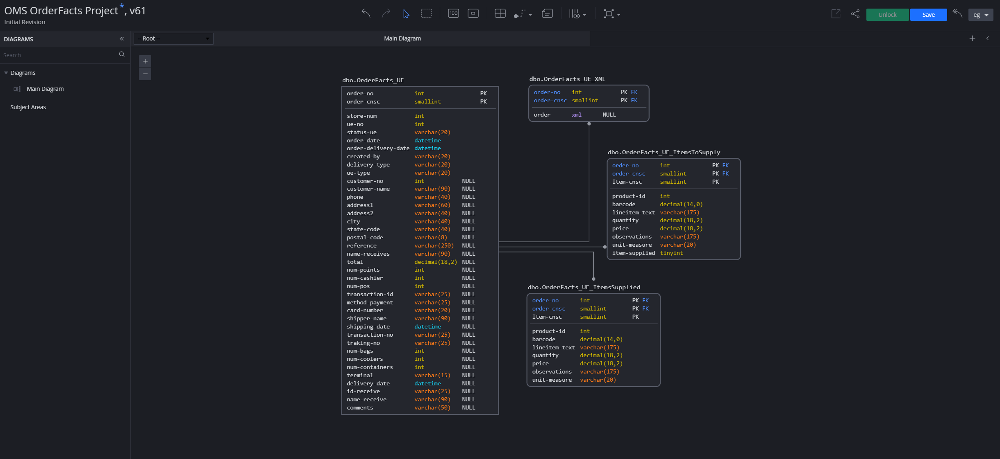 OMS OrderFacts Project*, v61
Initial Revision
100
Unlock
Save
eg
DIAGRAMS
-- Root --
Main Diagram
Search
Diagrams
Main Diagram
Subject Areas
dbo.OrderFacts_UE
order-no int PK
order-cnsc smallint PK
store-num int
ue-no int
status-ue varchar(20)
order-date datetime
order-delivery-date datetime
created-by varchar(20)
delivery-type varchar(20)
ue-type varchar(20)
customer-no int NULL
customer-name varchar(90) NULL
phone varchar(40) NULL
address1 varchar(60) NULL
address2 varchar(40) NULL
city varchar(40) NULL
state-code varchar(40) NULL
postal-code varchar(8) NULL
reference varchar(250) NULL
name-receives varchar(90) NULL
total decimal(18,2) NULL
num-points int NULL
num-cashier int NULL
num-pos int NULL
transaction-id varchar(25) NULL
method-payment varchar(25) NULL
card-number varchar(20) NULL
shipper-name varchar(90) NULL
shipping-date datetime NULL
transaction-no varchar(25) NULL
traking-no varchar(25) NULL
num-bags int NULL
num-coolers int NULL
num-containers int NULL
terminal varchar(15) NULL
delivery-date datetime NULL
id-receive varchar(25) NULL
name-receive varchar(90) NULL
comments varchar(50) NULL
dbo.OrderFacts_UE_XML
order-no int PK FK
order-cnsc smallint PK FK
order xml NULL
dbo.OrderFacts_UE_ItemsToSupply
order-no int PK FK
order-cnsc smallint PK FK
Item-cnsc smallint PK
product-id int
barcode decimal(14,0)
lineitem-text varchar(175)
quantity decimal(18,2)
price decimal(18,2)
observations varchar(175)
unit-measure varchar(20)
item-supplied tinyint
dbo.OrderFacts_UE_ItemsSupplied
order-no int PK FK
order-cnsc smallint PK FK
Item-cnsc smallint PK
product-id int
barcode decimal(14,0)
lineitem-text varchar(175)
quantity decimal(18,2)
price decimal(18,2)
observations varchar(175)
unit-measure varchar(20)